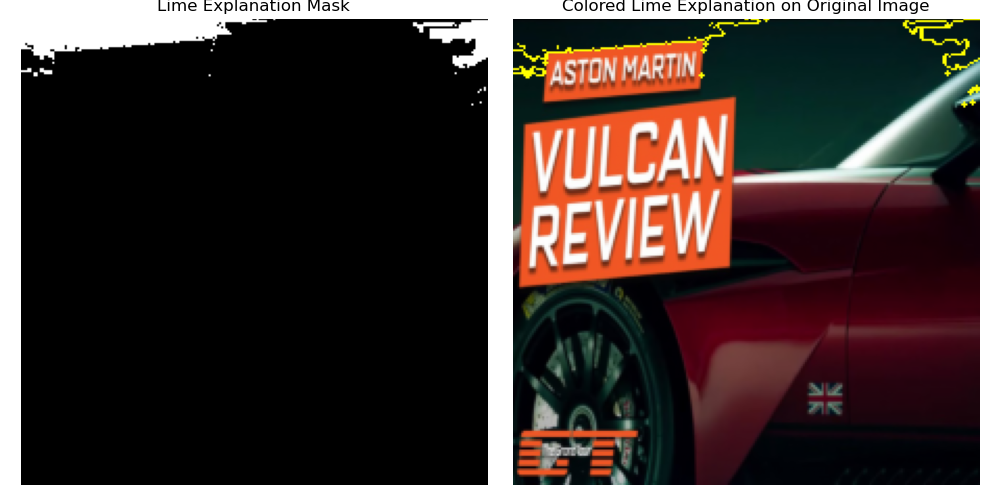 Lime Explanation Mask
Colored Lime Explanation on Original Image
ASTON MARTIN
VULCAN
REVIEW